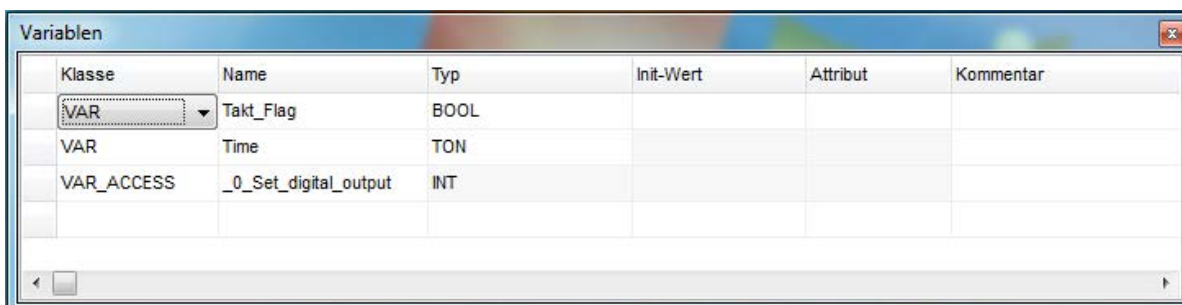 Variablen
Klasse Name Typ Init-Wert Attribut Kommentar
VAR Takt_Flag BOOL
VAR Time TON
VAR_ACCESS _0_Set_digital_output INT